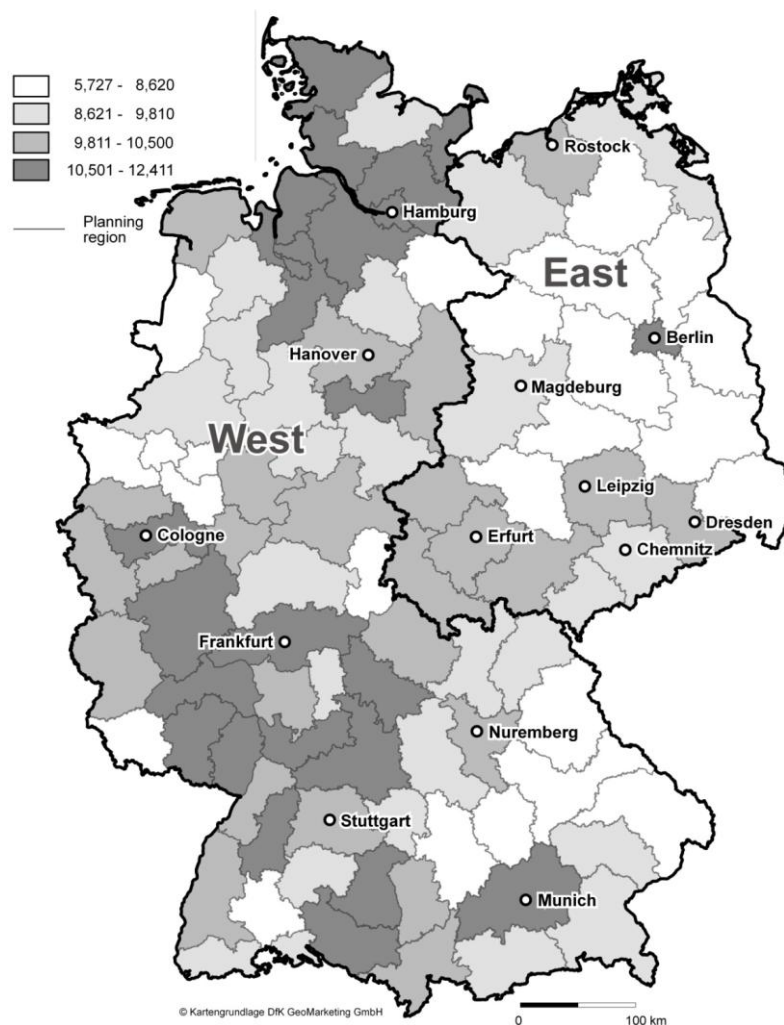 5,727 - 8,620
8,621 - 9,810
9,811 - 10,500
10,501 - 12,411
Planning
region
Rostock
Hamburg
East
Berlin
Hanover
Magdeburg
West
Leipzig
Cologne
Erfurt
Dresden
Chemnitz
Frankfurt
Nuremberg
Stuttgart
Munich
© Kartengrundlage DfK GeoMarketing GmbH
0 100 km